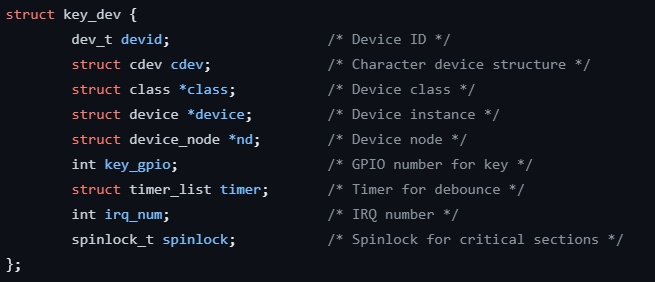 struct key_dev {
        dev_t devid;                    /* Device ID */
        struct cdev cdev;               /* Character device structure */
        struct class *class;            /* Device class */
        struct device *device;          /* Device instance */
        struct device_node *nd;         /* Device node */
        int key_gpio;                   /* GPIO number for key */
        struct timer_list timer;        /* Timer for debounce */
        int irq_num;                    /* IRQ number */
        spinlock_t spinlock;            /* Spinlock for critical sections */
};